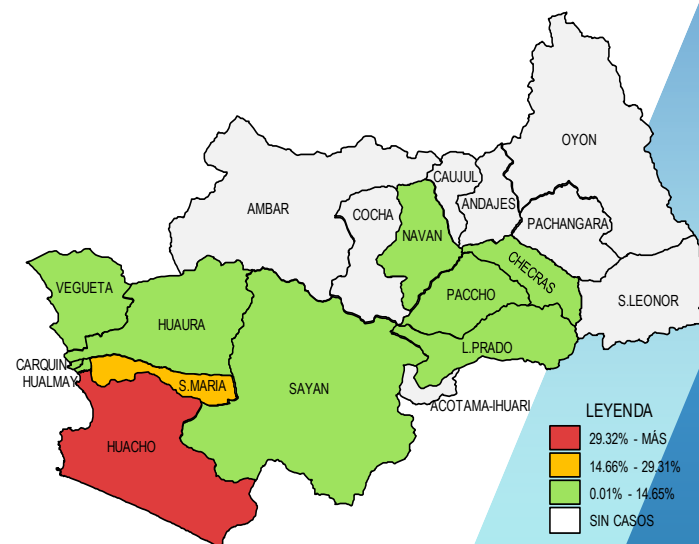 OYON
CAUJUL
ANDAJES
AMBAR
COCHA
PACHANGARA
NAVAN
CHECRAS
VEGUETA
PACCHO
S.LEONOR
HUAURA
L.PRADO
CARQUIN
HUALMAY
S.MARIA
SAYAN
ACOTAMA-IHUARI
HUACHO
LEYENDA
29.32% - MÁS
14.66% - 29.31%
0.01% - 14.65%
SIN CASOS